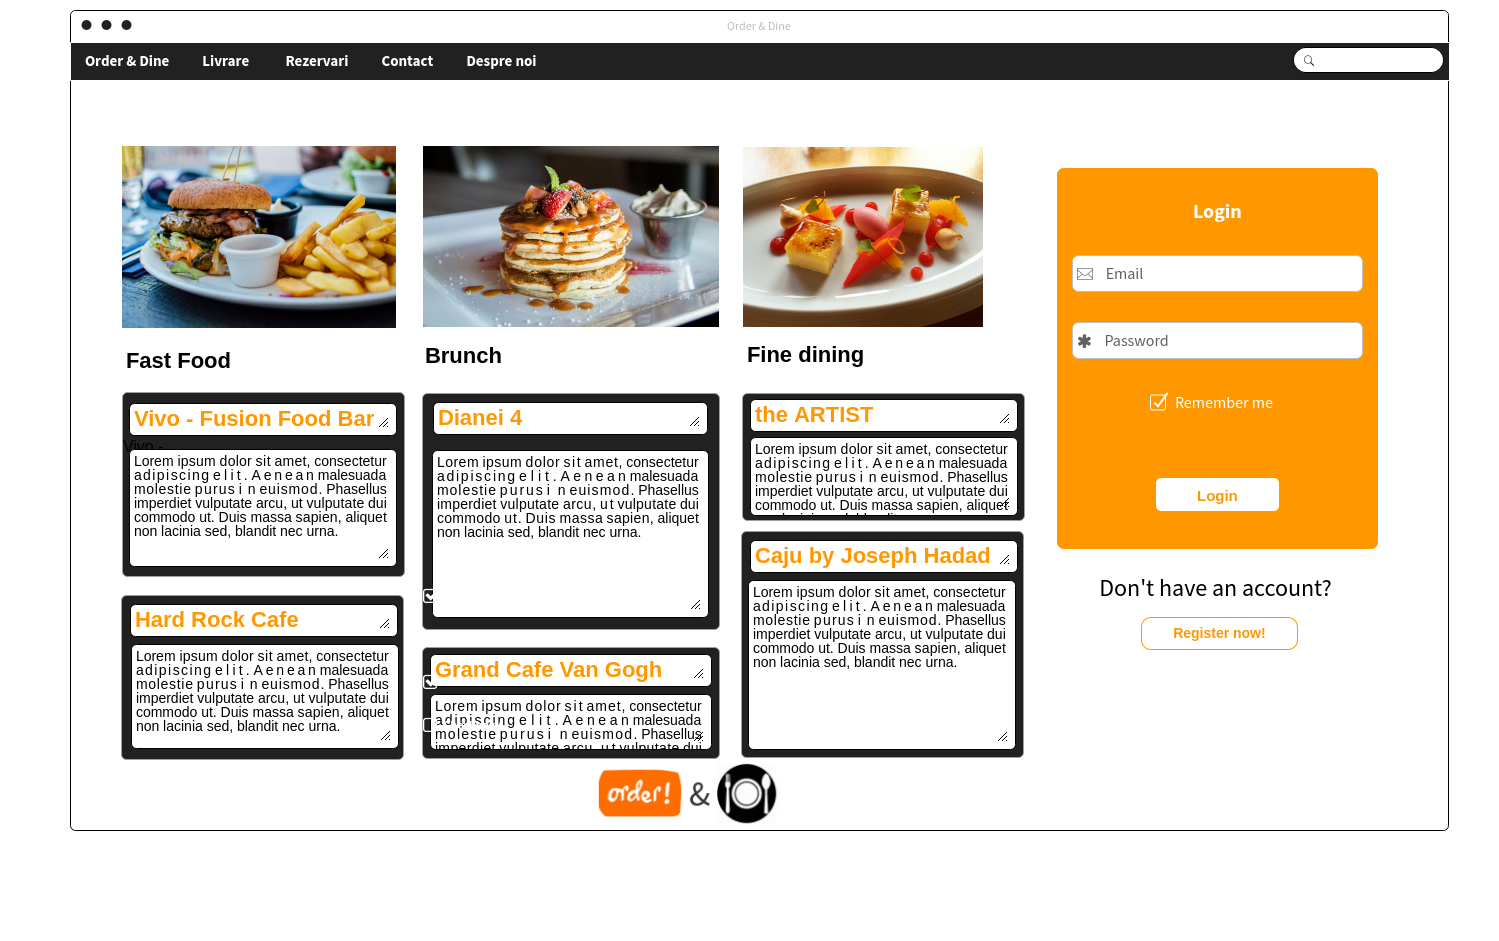 Order & Dine
Order & Dine Livrare Rezervari Contact Despre noi
Fast Food
Vivo - Fusion Food Bar
Vivo -
Lorem ipsum dolor sit amet, consectetur
adipiscing elit. Aenean malesuada
molestie purus in euismod. Phasellus
imperdiet vulputate arcu, ut vulputate dui
commodo ut. Duis massa sapien, aliquet
non lacinia sed, blandit nec urna.
Hard Rock Cafe
Lorem ipsum dolor sit amet, consectetur
adipiscing elit. Aenean malesuada
molestie purus in euismod. Phasellus
imperdiet vulputate arcu, ut vulputate dui
commodo ut. Duis massa sapien, aliquet
non lacinia sed, blandit nec urna.
Brunch
Dianei 4
Lorem ipsum dolor sit amet, consectetur
adipiscing elit. Aenean malesuada
molestie purus in euismod. Phasellus
imperdiet vulputate arcu, ut vulputate dui
commodo ut. Duis massa sapien, aliquet
non lacinia sed, blandit nec urna.
Grand Cafe Van Gogh
Lorem ipsum dolor sit amet, consectetur
adipiscing elit. Aenean malesuada
molestie purus in euismod. Phasellus
imperdiet vulputate arcu, ut vulputate dui
Fine dining
the ARTIST
Lorem ipsum dolor sit amet, consectetur
adipiscing elit. Aenean malesuada
molestie purus in euismod. Phasellus
imperdiet vulputate arcu, ut vulputate dui
commodo ut. Duis massa sapien, aliquet
Caju by Joseph Hadad
Lorem ipsum dolor sit amet, consectetur
adipiscing elit. Aenean malesuada
molestie purus in euismod. Phasellus
imperdiet vulputate arcu, ut vulputate dui
commodo ut. Duis massa sapien, aliquet
non lacinia sed, blandit nec urna.
Login
Email
Password
Remember me
Login
Don't have an account?
Register now!
order! &